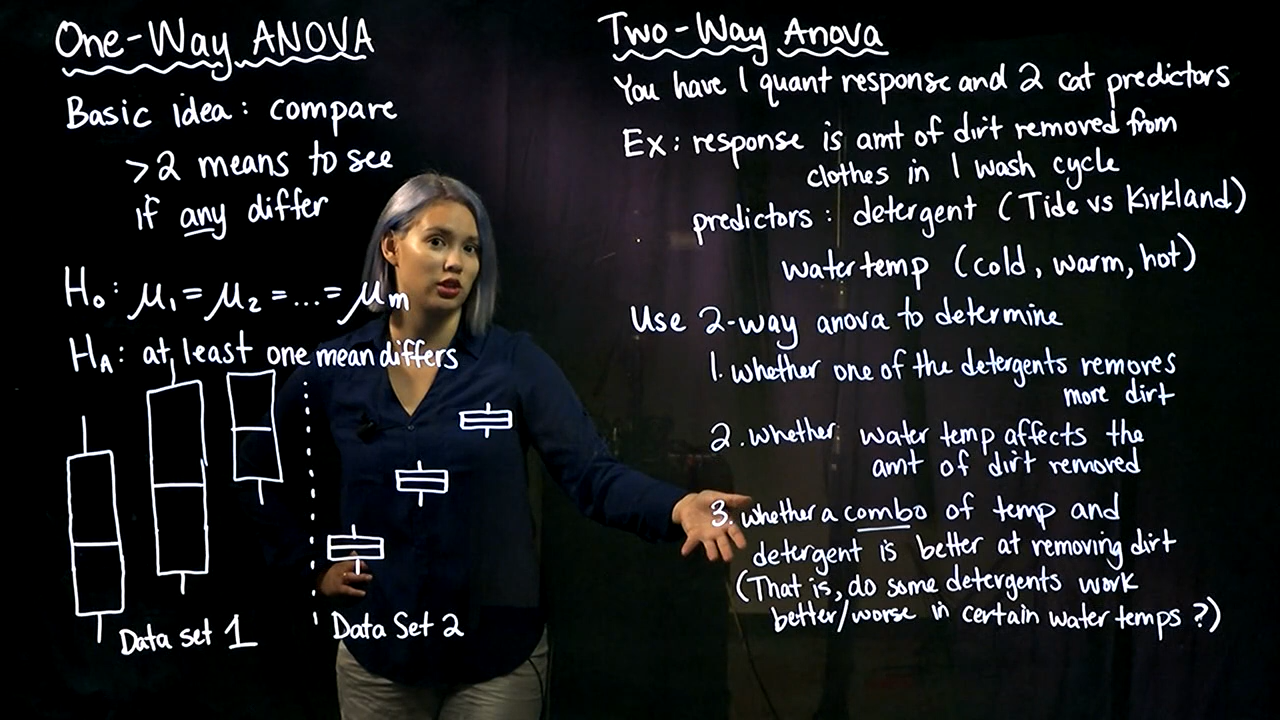 One-Way ANOVA
Basic idea: compare
>2 means to see
if any differ
H₀: μ₁ = μ₂ = ... = μₘ
H_A: at least one mean differs
Data set 1
Data Set 2
Two-Way Anova
You have 1 quant response and 2 cat predictors
Ex: response is amt of dirt removed from
clothes in 1 wash cycle
predictors: detergent (Tide vs Kirkland)
water temp (cold, warm, hot)
Use 2-way anova to determine
1. whether one of the detergents removes
more dirt
2. whether water temp affects the
amt of dirt removed
3. whether a combo of temp and
detergent is better at removing dirt
(That is, do some detergents work
better/worse in certain water temps?)